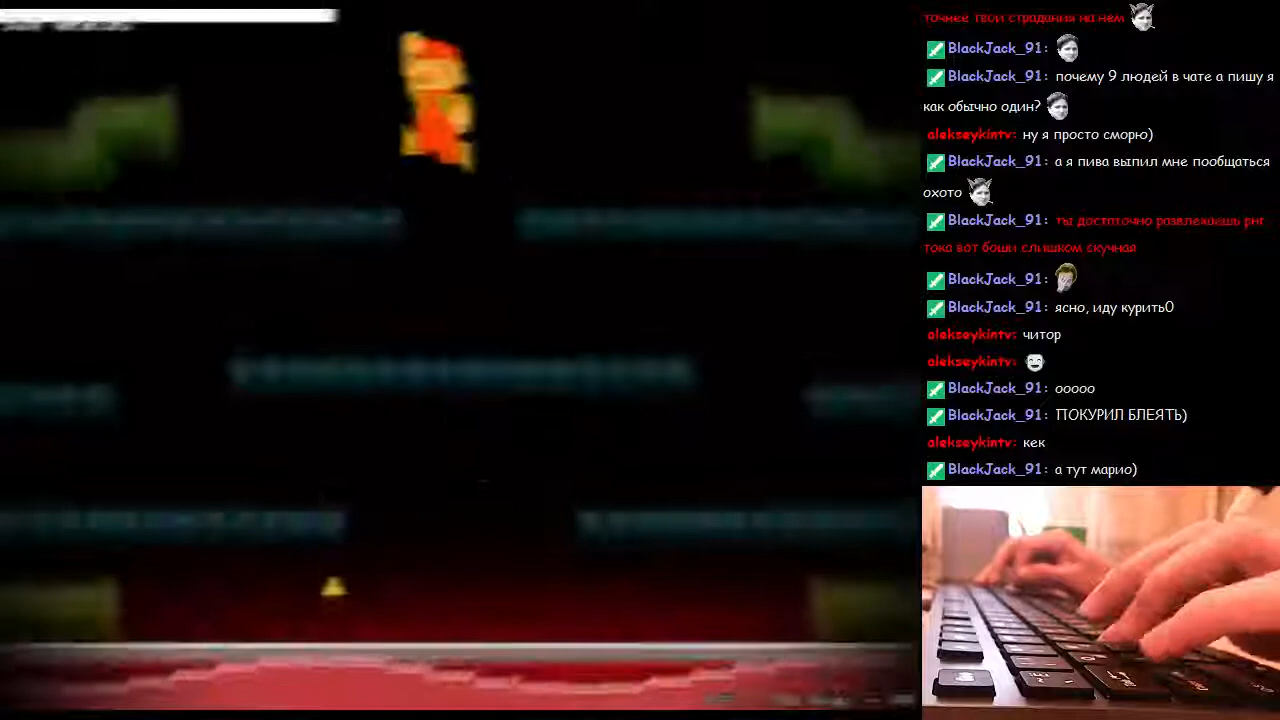 точнее твои страдания на нем
BlackJack_91:
BlackJack_91: почему 9 людей в чате а пишу я
как обычно один?
alekseykintv: ну я просто сморю)
BlackJack_91: а я пива выпил мне пообщаться
охото
BlackJack_91: ты достаточно развлекаешь рнг
тока вот боши слишком скучная
BlackJack_91:
BlackJack_91: ясно, иду курить0
alekseykintv: читор
alekseykintv:
BlackJack_91: ооооо
BlackJack_91: ПОКУРИЛ БЛЕЯТЬ)
alekseykintv: кек
BlackJack_91: а тут марио)